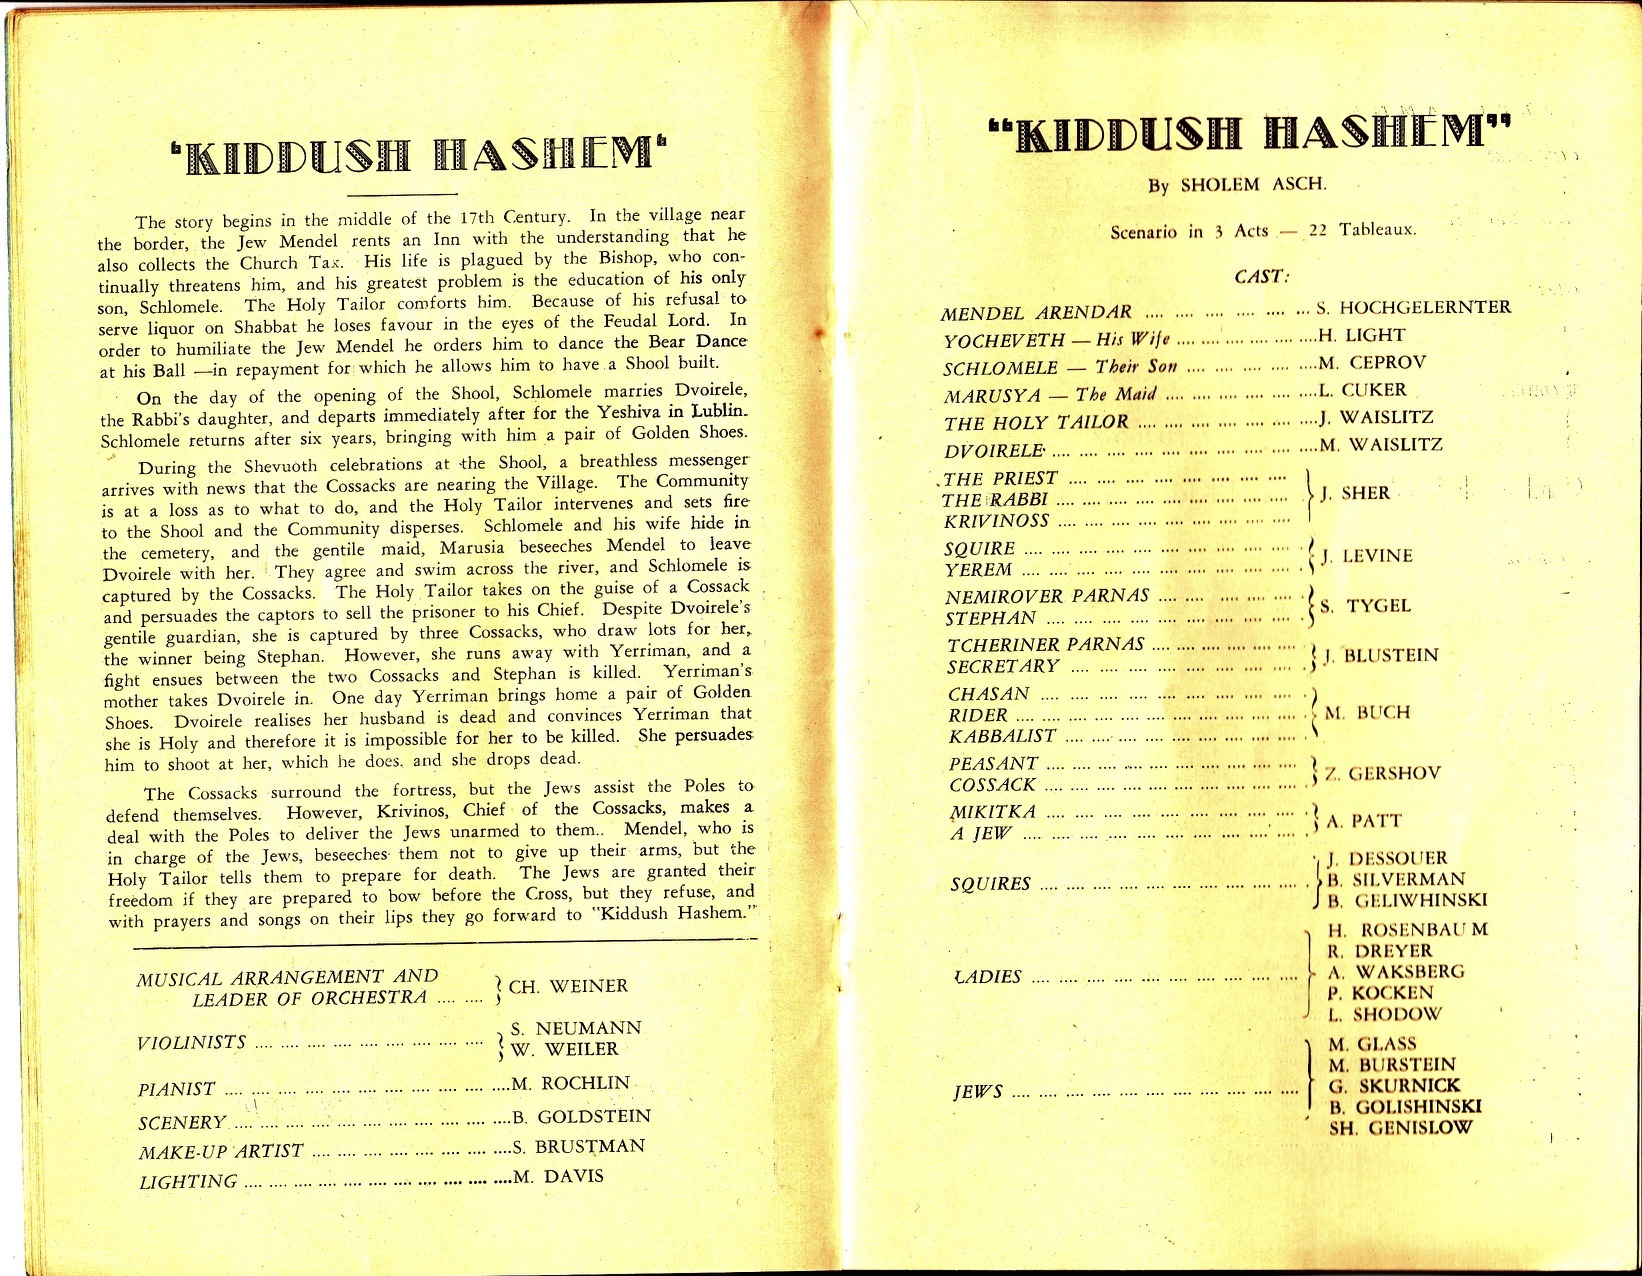 'KIDDUSH HASHEM'
The story begins in the middle of the 17th Century. In the village near
the border, the Jew Mendel rents an Inn with the understanding that he
also collects the Church Tax. His life is plagued by the Bishop, who con-
tinually threatens him, and his greatest problem is the education of his only
son, Schlomele. The Holy Tailor comforts him. Because of his refusal to
serve liquor on Shabbat he loses favour in the eyes of the Feudal Lord. In
order to humiliate the Jew Mendel he orders him to dance the Bear Dance
at his Ball —in repayment for which he allows him to have a Shool built.
On the day of the opening of the Shool, Schlomele marries Dvoirele,
the Rabbi's daughter, and departs immediately after for the Yeshiva in Lublin.
Schlomele returns after six years, bringing with him a pair of Golden Shoes.
During the Shevuoth celebrations at the Shool, a breathless messenger
arrives with news that the Cossacks are nearing the Village. The Community
is at a loss as to what to do, and the Holy Tailor intervenes and sets fire
to the Shool and the Community disperses. Schlomele and his wife hide in
the cemetery, and the gentile maid, Marusia beseeches Mendel to leave
Dvoirele with her. They agree and swim across the river, and Schlomele is
captured by the Cossacks. The Holy Tailor takes on the guise of a Cossack
and persuades the captors to sell the prisoner to his Chief. Despite Dvoirele's
gentile guardian, she is captured by three Cossacks, who draw lots for her,
the winner being Stephan. However, she runs away with Yerriman, and a
fight ensues between the two Cossacks and Stephan is killed. Yerriman's
mother takes Dvoirele in. One day Yerriman brings home a pair of Golden
Shoes. Dvoirele realises her husband is dead and convinces Yerriman that
she is Holy and therefore it is impossible for her to be killed. She persuades
him to shoot at her, which he does, and she drops dead.
The Cossacks surround the fortress, but the Jews assist the Poles to
defend themselves. However, Krivinos, Chief of the Cossacks, makes a
deal with the Poles to deliver the Jews unarmed to them.. Mendel, who is
in charge of the Jews, beseeches them not to give up their arms, but the
Holy Tailor tells them to prepare for death. The Jews are granted their
freedom if they are prepared to bow before the Cross, but they refuse, and
with prayers and songs on their lips they go forward to "Kiddush Hashem."
MUSICAL ARRANGEMENT AND
LEADER OF ORCHESTRA .... .... CH. WEINER
VIOLINISTS .... .... .... .... .... .... .... .... .... S. NEUMANN
W. WEILER
PIANIST .... .... .... .... .... .... .... .... .... .... ....M. ROCHLIN
SCENERY .... .... .... .... .... .... .... .... .... .... ....B. GOLDSTEIN
MAKE-UP ARTIST .... .... .... .... .... .... .... ....S. BRUSTMAN
LIGHTING .... .... .... .... .... .... .... .... .... .... ....M. DAVIS
"KIDDUSH HASHEM"
By SHOLEM ASCH.
Scenario in 3 Acts — 22 Tableaux.
CAST:
MENDEL ARENDAR .... .... .... .... .... .... ... S. HOCHGELERNTER
YOCHEVETH — His Wife .... .... .... .... .... ....H. LIGHT
SCHLOMELE — Their Son .... .... .... .... .... ....M. CEPROV
MARUSYA — The Maid .... .... .... .... .... .... ....L. CUKER
THE HOLY TAILOR .... .... .... .... .... .... .... ....J. WAISLITZ
DVOIRELE .... .... .... .... .... .... .... .... .... .... ....M. WAISLITZ
THE PRIEST .... .... .... .... .... .... .... .... ....
THE RABBI .... .... .... .... .... .... .... .... .... J. SHER
KRIVINOSS .... .... .... .... .... .... .... .... ....
SQUIRE .... .... .... .... .... .... .... .... .... .... ....
YEREM .... .... .... .... .... .... .... .... .... .... .... J. LEVINE
NEMIROVER PARNAS .... .... .... .... .... ....
STEPHAN .... .... .... .... .... .... .... .... .... .... S. TYGEL
TCHERINER PARNAS .... .... .... .... .... ....
SECRETARY .... .... .... .... .... .... .... .... .... J. BLUSTEIN
CHASAN .... .... .... .... .... .... .... .... .... ....
RIDER .... .... .... .... .... .... .... .... .... .... .... M. BUCH
KABBALIST .... .... .... .... .... .... .... .... ....
PEASANT .... .... .... .... .... .... .... .... .... ....
COSSACK .... .... .... .... .... .... .... .... .... .... Z. GERSHOV
MIKITKA .... .... .... .... .... .... .... .... .... ....
A JEW .... .... .... .... .... .... .... .... .... .... .... A. PATT
J. DESSOUER
SQUIRES .... .... .... .... .... .... .... .... .... .... B. SILVERMAN
B. GELIWHINSKI
H. ROSENBAUM
R. DREYER
LADIES .... .... .... .... .... .... .... .... .... .... A. WAKSBERG
P. KOCKEN
L. SHODOW
M. GLASS
M. BURSTEIN
JEWS .... .... .... .... .... .... .... .... .... .... .... G. SKURNICK
B. GOLISHINSKI
SH. GENISLOW